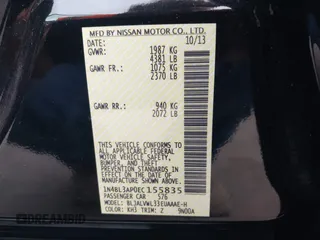 MFD BY NISSAN MOTOR CO., LTD.
DATE: 10/13
GVWR: 1987 KG
4381 LB
GAWR FR.: 1075 KG
2370 LB
GAWR RR.: 940 KG
2072 LB
THIS VEHICLE CONFORMS TO ALL
APPLICABLE FEDERAL MOTOR
VEHICLE SAFETY STANDARDS,
BUMPER, AND THEFT
PREVENTION STANDARDS IN
EFFECT ON THE DATE OF
MANUFACTURE SHOWN ABOVE.
1N4BL3AP0EC155835
PASSENGER CAR 576
MODEL: BLJALVWL33EUAAAE-H
COLOR: KH3 TRIM: Z 9N00A
DREAMBID